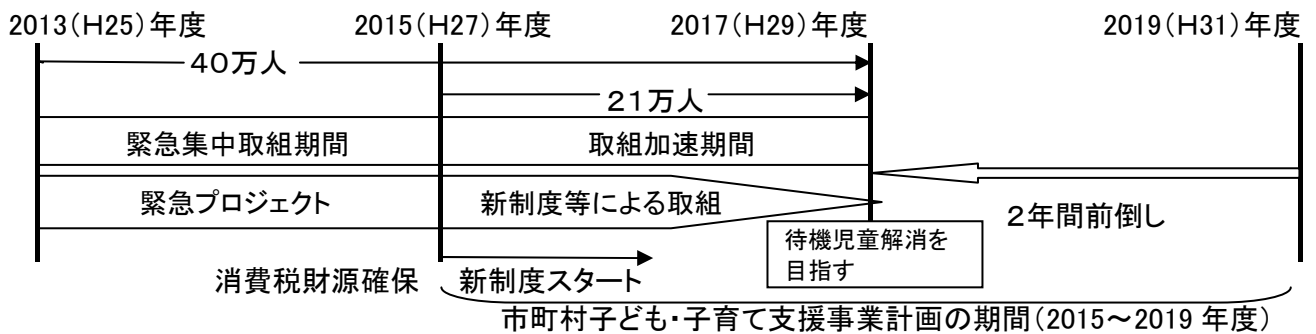 2013(H25)年度
2015(H27)年度
2017(H29)年度
2019(H31)年度
40万人
21万人
緊急集中取組期間
取組加速期間
緊急プロジェクト
新制度等による取組
2年間前倒し
待機児童解消を
目指す
消費税財源確保
新制度スタート
市町村子ども・子育て支援事業計画の期間(2015～2019 年度)